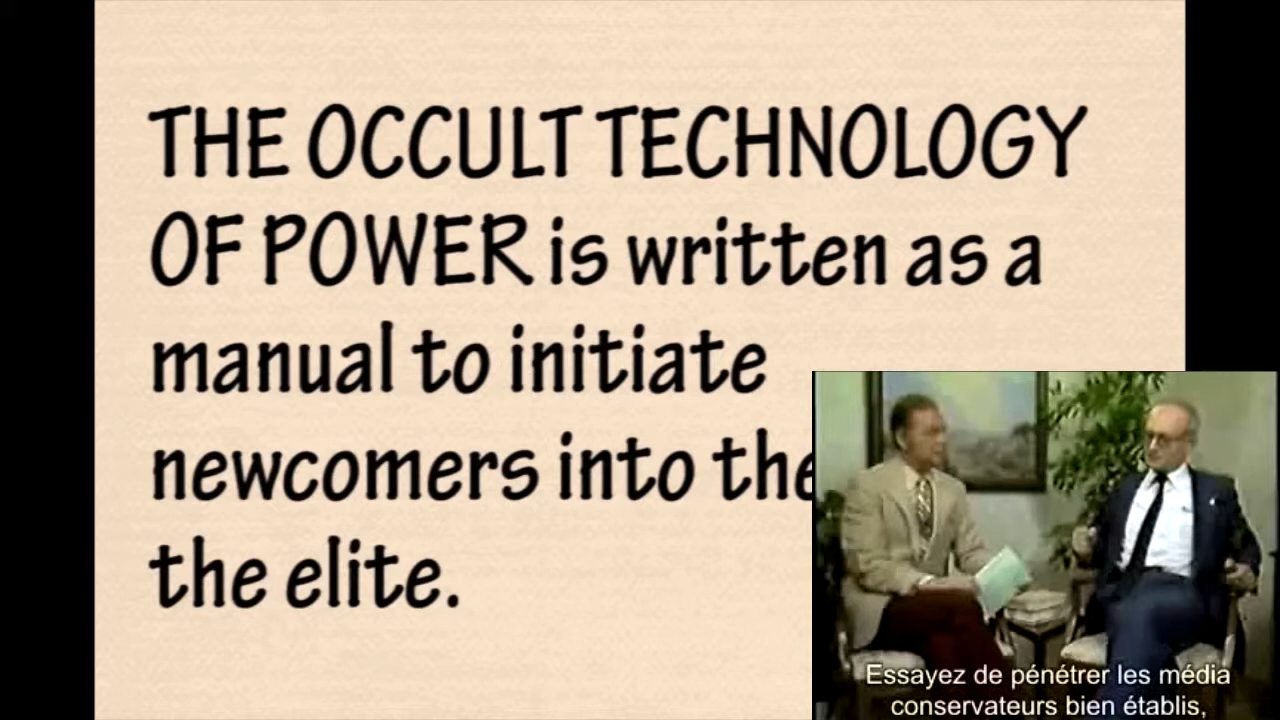 THE OCCULT TECHNOLOGY
OF POWER is written as a
manual to initiate
newcomers into the
the elite.
Essayez de pénétrer les média
conservateurs bien établis,